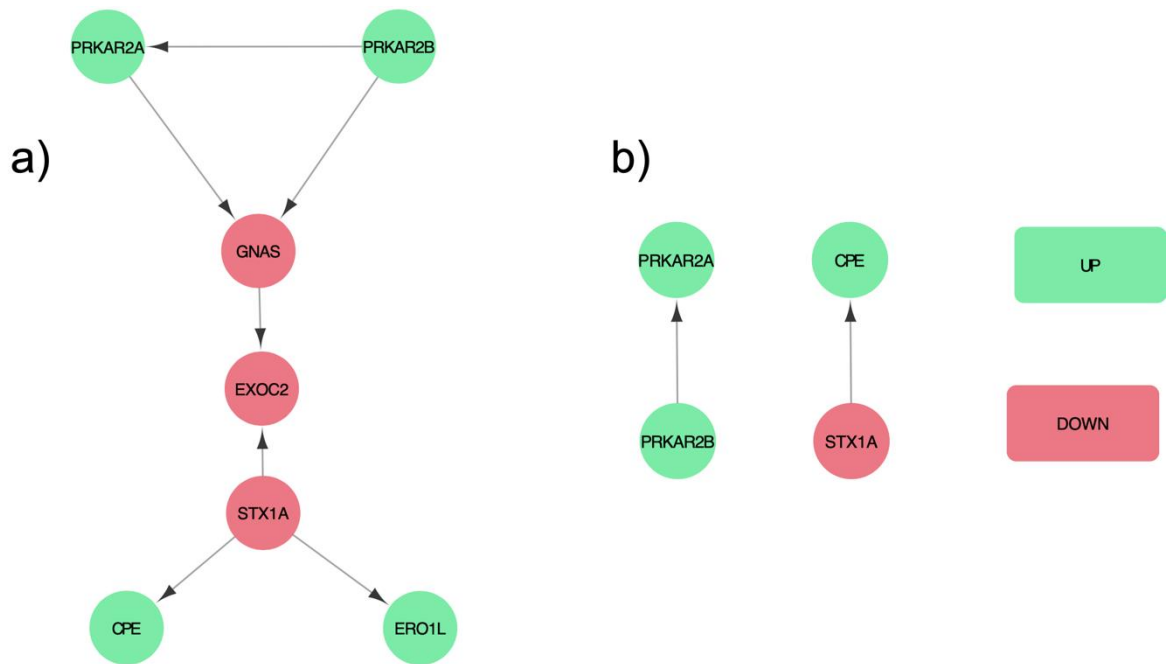 PRKAR2A
PRKAR2B
a)
GNAS
EXOC2
STX1A
CPE
ERO1L
b)
PRKAR2A
CPE
UP
PRKAR2B
STX1A
DOWN